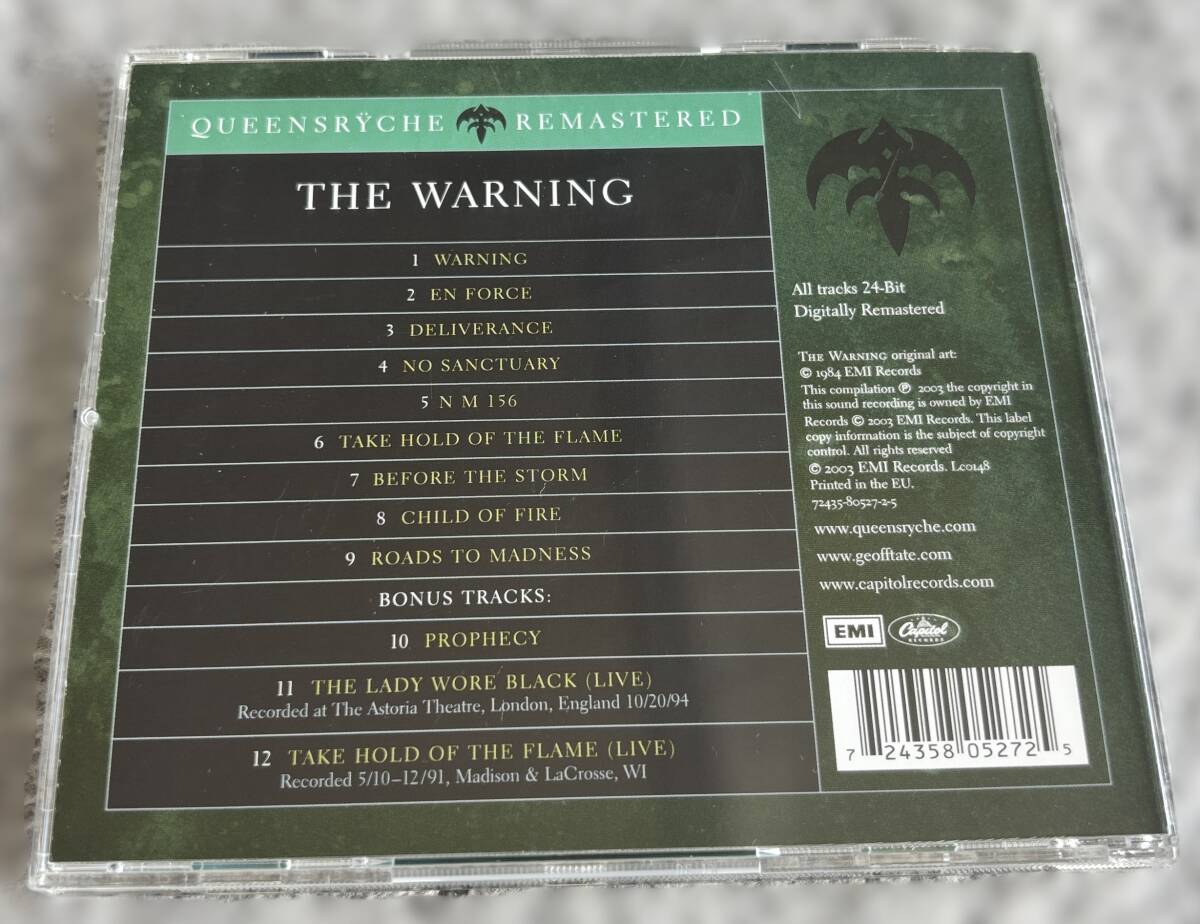 QUEENSRŸCHE REMASTERED
THE WARNING
1 WARNING
2 EN FORCE
3 DELIVERANCE
4 NO SANCTUARY
5 N M 156
6 TAKE HOLD OF THE FLAME
7 BEFORE THE STORM
8 CHILD OF FIRE
9 ROADS TO MADNESS
BONUS TRACKS:
10 PROPHECY
11 THE LADY WORE BLACK (LIVE)
Recorded at The Astoria Theatre, London, England 10/20/94
12 TAKE HOLD OF THE FLAME (LIVE)
Recorded 5/10–12/91, Madison & LaCrosse, WI
All tracks 24-Bit
Digitally Remastered
THE WARNING original art:
© 1984 EMI Records
This compilation ℗ 2003 the copyright in
this sound recording is owned by EMI
Records © 2003 EMI Records. This label
copy information is the subject of copyright
control. All rights reserved
© 2003 EMI Records. LC0148
Printed in the EU.
72435-80527-2-5
www.queensryche.com
www.geofftate.com
www.capitolrecords.com
EMI
Capitol
RECORDS
7 24358 05272 5